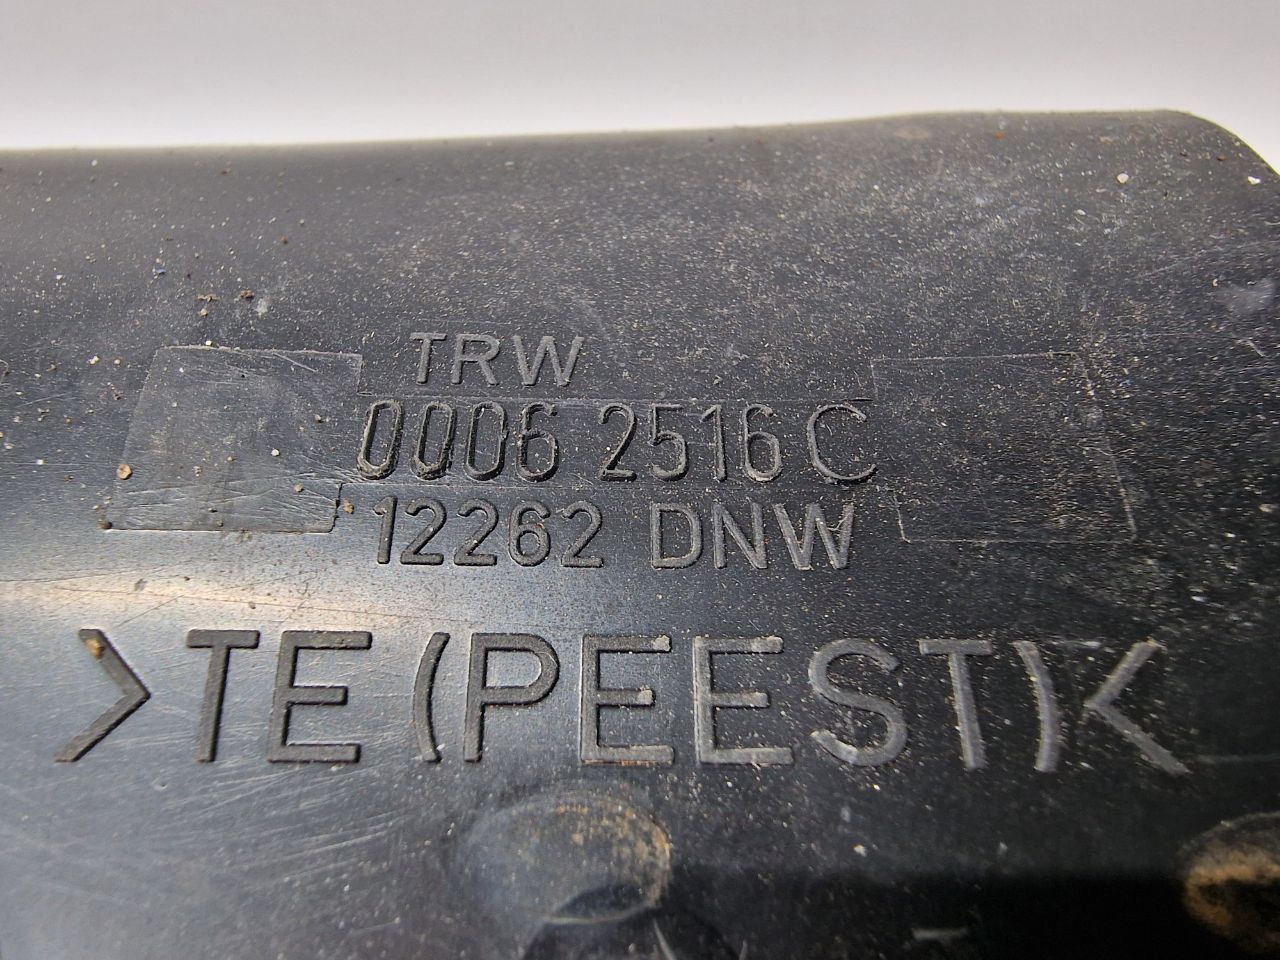 TRW
0006 2516 C
12262 DNW
>TE(PEEST)<